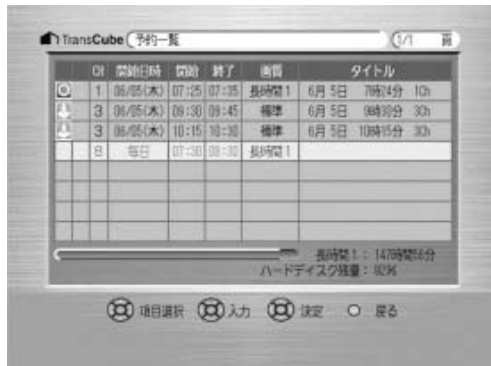 TransCube 予約一覧 1/1 頁
CH 開始日時 開始 終了 画質 タイトル
1 06/05(木) 07:25 07:35 長時間1 6月 5日 7時24分 1Ch
3 06/05(木) 09:30 09:45 標準 6月 5日 9時30分 3Ch
3 06/05(木) 10:15 10:30 標準 6月 5日 10時15分 3Ch
8 毎日 07:30 08:30 長時間1
長時間1: 147時間56分
ハードディスク残量: 92%
項目選択 入力 決定 戻る